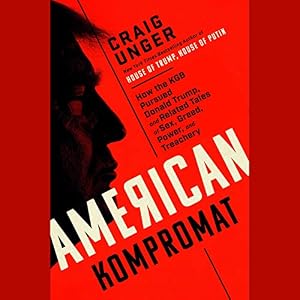 CRAIG
UNGER
New York Times Bestselling Author of
HOUSE OF TRUMP, HOUSE OF PUTIN
How the KGB
Pursued
Donald Trump,
and Related Tales
of Sex, Greed,
Power, and
Treachery
AMEЯICAN
KOMPROMAT